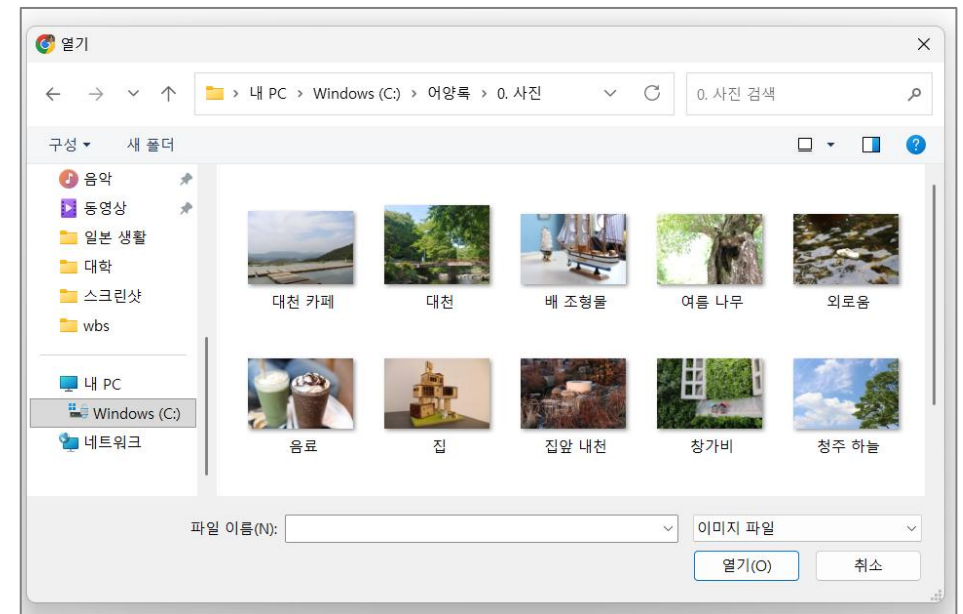 열기
내 PC › Windows (C:) › 어양록 › 0. 사진
0. 사진 검색
구성
새 폴더
음악
동영상
일본 생활
대학
스크린샷
wbs
내 PC
Windows (C:)
네트워크
대천 카페
대천
배 조형물
여름 나무
외로움
음료
집
집앞 내천
창가비
청주 하늘
파일 이름(N):
이미지 파일
열기(O)
취소